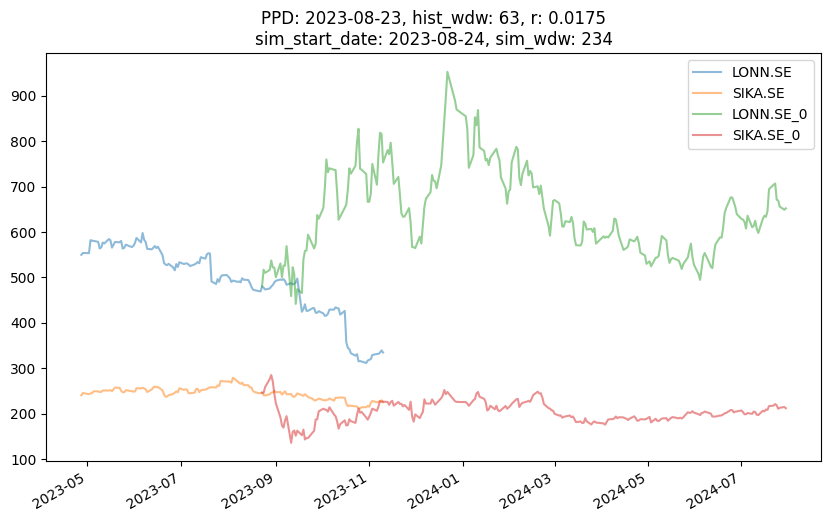 PPD: 2023-08-23, hist_wdw: 63, r: 0.0175
sim_start_date: 2023-08-24, sim_wdw: 234
LONN.SE
SIKA.SE
LONN.SE_0
SIKA.SE_0
900
800
700
600
500
400
300
200
100
2023-05
2023-07
2023-09
2023-11
2024-01
2024-03
2024-05
2024-07